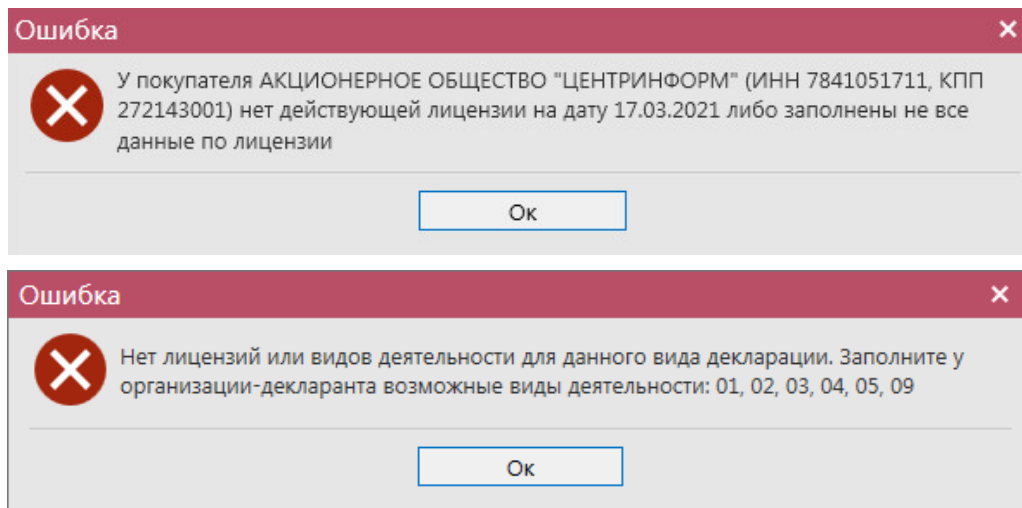 Ошибка
У покупателя АКЦИОНЕРНОЕ ОБЩЕСТВО "ЦЕНТРИНФОРМ" (ИНН 7841051711, КПП
272143001) нет действующей лицензии на дату 17.03.2021 либо заполнены не все
данные по лицензии
Ок
Ошибка
Нет лицензий или видов деятельности для данного вида декларации. Заполните у
организации-декларанта возможные виды деятельности: 01, 02, 03, 04, 05, 09
Ок